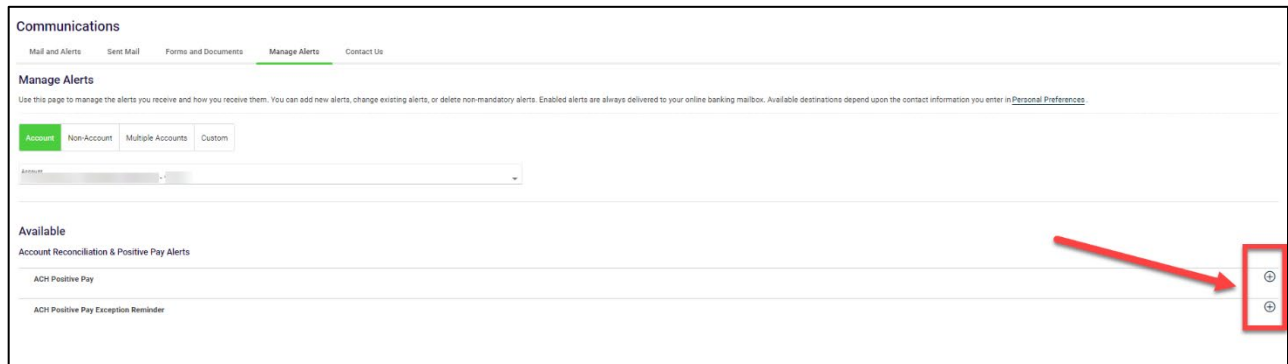 Communications
Mail and Alerts Sent Mail Forms and Documents Manage Alerts Contact Us
Manage Alerts
Use this page to manage the alerts you receive and how you receive them. You can add new alerts, change existing alerts, or delete non-mandatory alerts. Enabled alerts are always delivered to your online banking mailbox. Available destinations depend upon the contact information you enter in Personal Preferences.
Account Non-Account Multiple Accounts Custom
Account
Available
Account Reconciliation & Positive Pay Alerts
ACH Positive Pay
ACH Positive Pay Exception Reminder